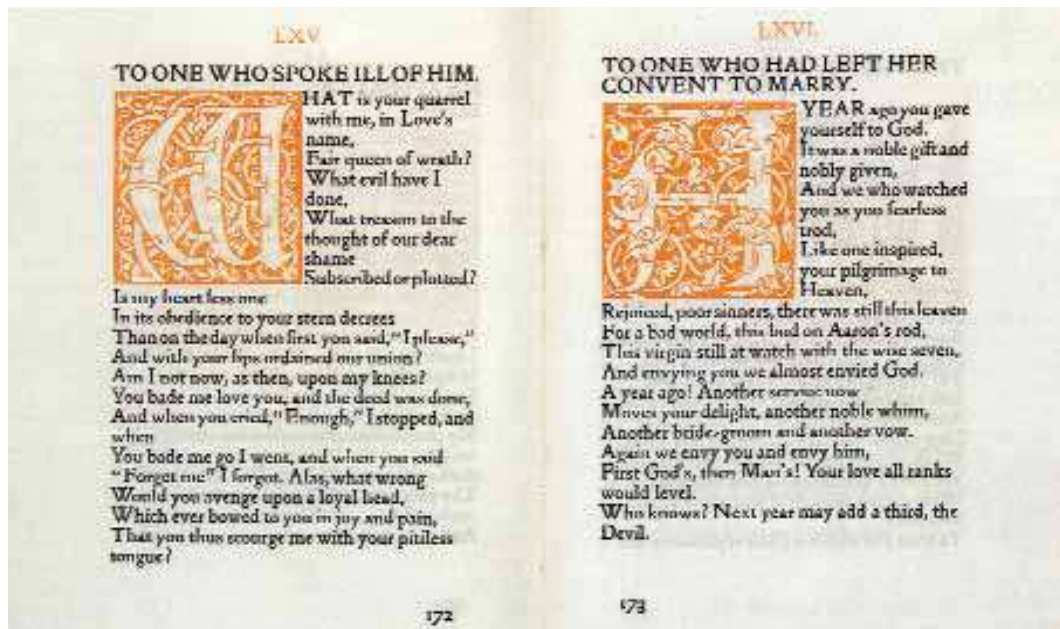 LXV
TO ONE WHO SPOKE ILL OF HIM.
WHAT is your quarrel
with me, in Love's
name,
Fair queen of wrath?
What evil have I
done,
What treason to the
thought of our dear
shame
Subscribed or plotted?
Is my heart less one
In its obedience to your stern decrees
Than on the day when first you said, "I please,"
And with your lips ordained our union?
Am I not now, as then, upon my knees?
You bade me love you, and the deed was done,
And when you cried, "Enough," I stopped, and
when
You bade me go I went, and when you said
"Forget me" I forgot. Alas, what wrong
Would you avenge upon a loyal head,
Which ever bowed to you in joy and pain,
That you thus scourge me with your pitiless
tongue?
172
LXVI
TO ONE WHO HAD LEFT HER
CONVENT TO MARRY.
A YEAR ago you gave
yourself to God.
It was a noble gift and
nobly given,
And we who watched
you as you fearless
trod,
Like one inspired,
your pilgrimage to
Heaven,
Rejoiced, poor sinners, there was still this leaven
For a bad world, this bud on Aaron's rod,
This virgin still at watch with the wise seven,
And envying you we almost envied God.
A year ago! Another service now
Moves your delight, another noble whim,
Another bride-groom and another vow.
Again we envy you and envy him,
First God's, then Man's! Your love all ranks
would level.
Who knows? Next year may add a third, the
Devil.
173